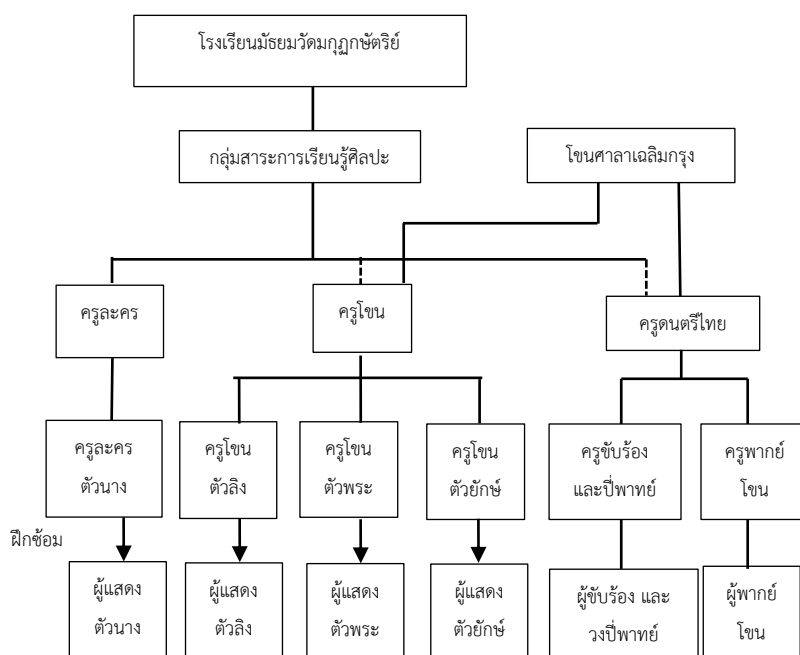 โรงเรียนมัธยมวัดมกุฏกษัตริย์
กลุ่มสาระการเรียนรู้ศิลปะ
โขนศาลาเฉลิมกรุง
ครูละคร
ครูโขน
ครูดนตรีไทย
ครูละคร
ตัวนาง
ครูโขน
ตัวลิง
ครูโขน
ตัวพระ
ครูโขน
ตัวยักษ์
ครูขับร้อง
และปี่พาทย์
ครูพากย์
โขน
ฝึกซ้อม
ผู้แสดง
ตัวนาง
ผู้แสดง
ตัวลิง
ผู้แสดง
ตัวพระ
ผู้แสดง
ตัวยักษ์
ผู้ขับร้อง และ
วงปี่พาทย์
ผู้พากย์
โขน